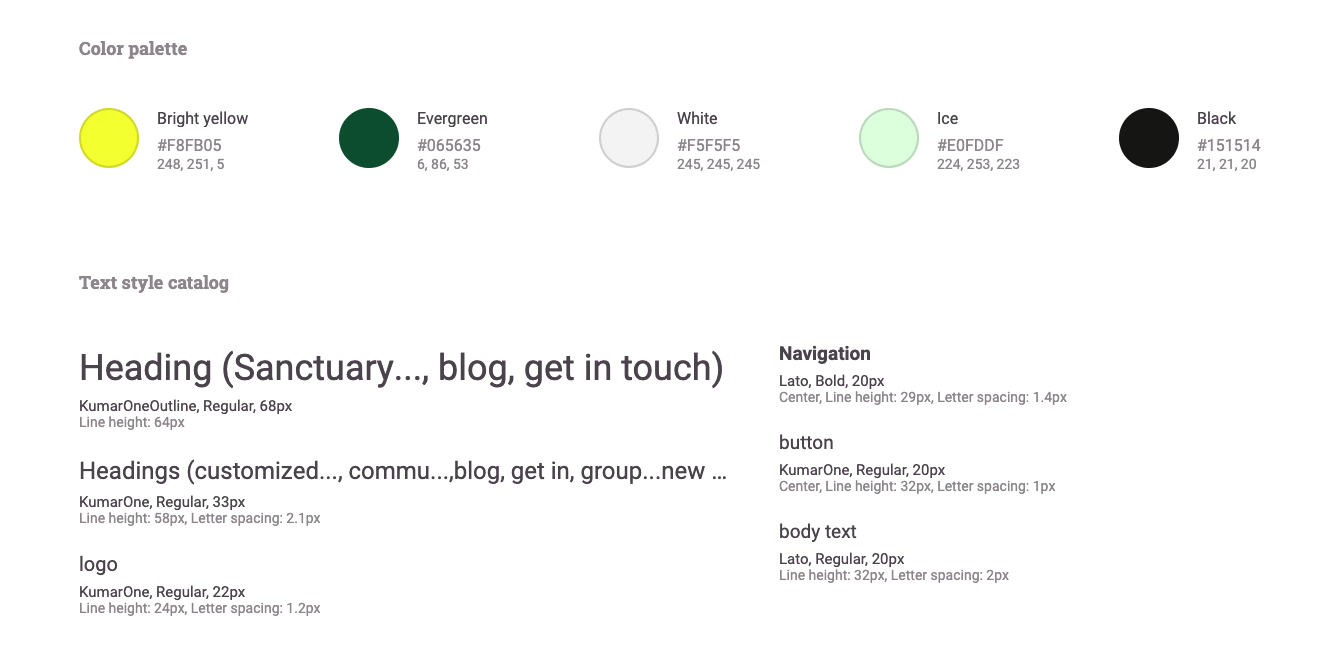 Color palette
Bright yellow
#F8FB05
248, 251, 5
Evergreen
#065635
6, 86, 53
White
#F5F5F5
245, 245, 245
Ice
#E0FDDF
224, 253, 223
Black
#151514
21, 21, 20
Text style catalog
Heading (Sanctuary..., blog, get in touch)
KumarOneOutline, Regular, 68px
Line height: 64px
Headings (customized..., commu...,blog, get in, group...new ...
KumarOne, Regular, 33px
Line height: 58px, Letter spacing: 2.1px
logo
KumarOne, Regular, 22px
Line height: 24px, Letter spacing: 1.2px
Navigation
Lato, Bold, 20px
Center, Line height: 29px, Letter spacing: 1.4px
button
KumarOne, Regular, 20px
Center, Line height: 32px, Letter spacing: 1px
body text
Lato, Regular, 20px
Line height: 32px, Letter spacing: 2px